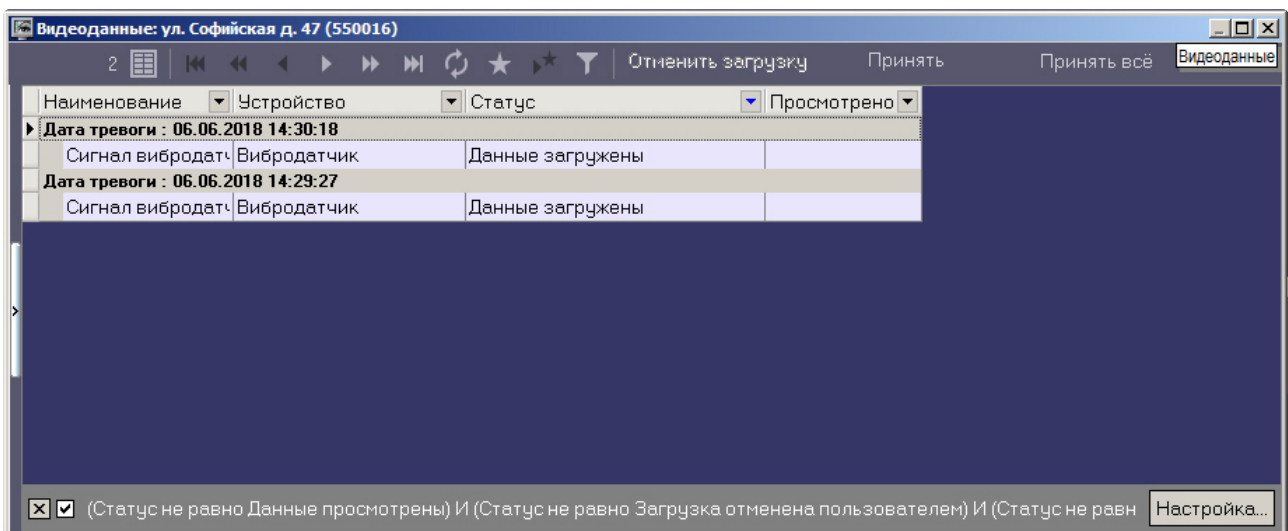 Видеоданные: ул. Софийская д. 47 (550016)
2 Отменить загрузку Принять Принять всё Видеоданные
Наименование Устройство Статус Просмотрено
Дата тревоги : 06.06.2018 14:30:18
Сигнал вибродатч Вибродатчик Данные загружены
Дата тревоги : 06.06.2018 14:29:27
Сигнал вибродатч Вибродатчик Данные загружены
(Статус не равно Данные просмотрены) И (Статус не равно Загрузка отменена пользователем) И (Статус не равн Настройка...